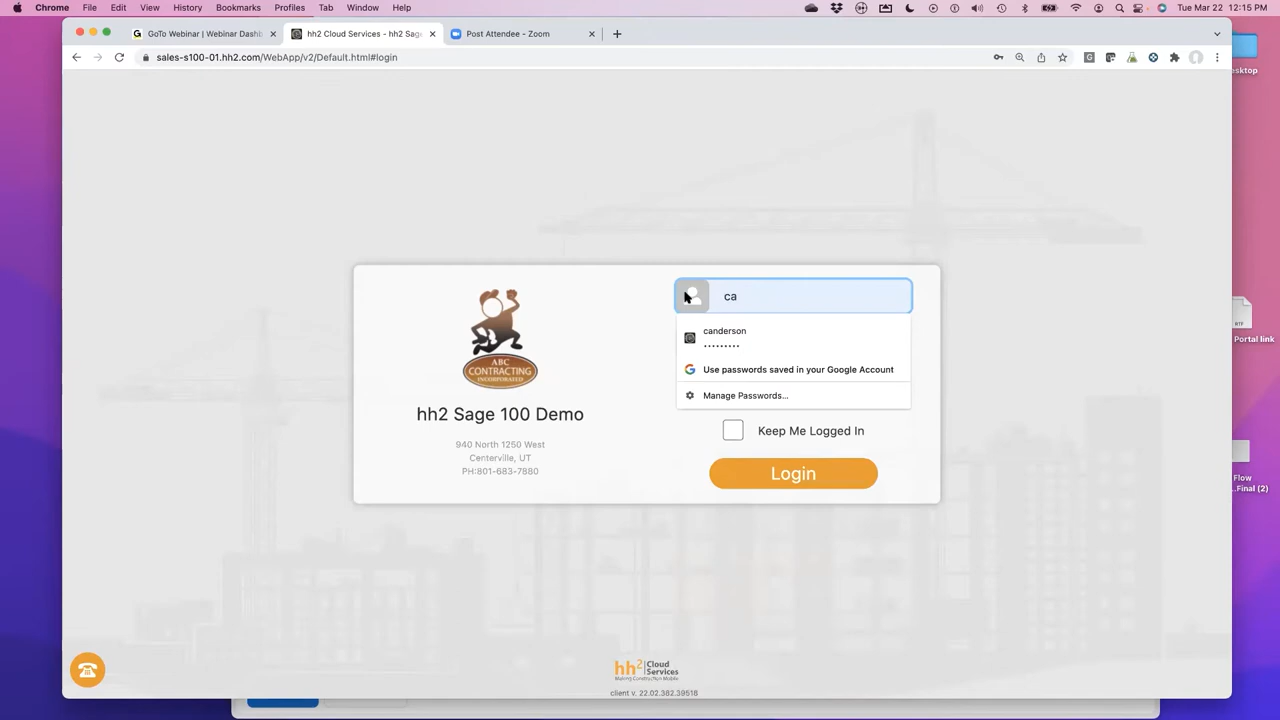 Chrome File Edit View History Bookmarks Profiles Tab Window Help Tue Mar 22 12:15 PM
GoTo Webinar | Webinar Dashb
hh2 Cloud Services - hh2 Sage
Post Attendee - Zoom
sales-s100-01.hh2.com/WebApp/v2/Default.html#login
esktop
Portal link
Flow
...Final (2)
ABC
CONTRACTING
INCORPORATED
hh2 Sage 100 Demo
940 North 1250 West
Centerville, UT
PH:801-683-7880
ca
canderson
•••••••••
Use passwords saved in your Google Account
Manage Passwords...
Keep Me Logged In
Login
hh2 Cloud
Services
Making Construction Mobile
client v. 22.02.382.39518